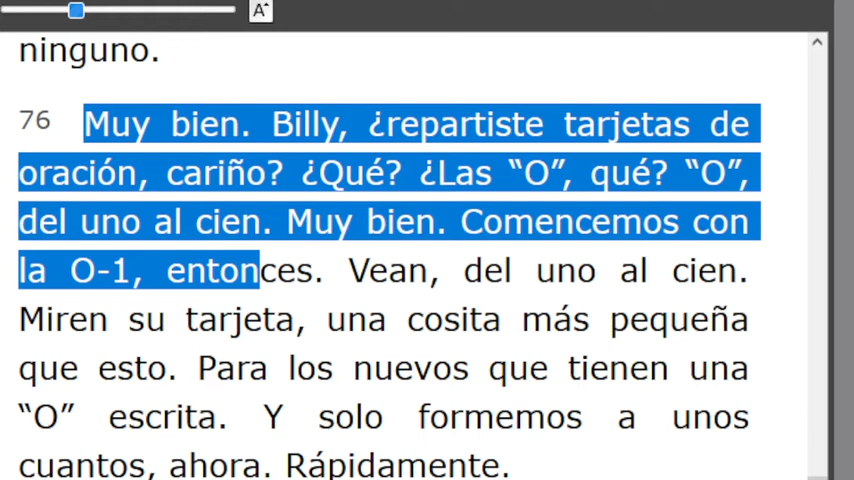 A^
ninguno.
76 Muy bien. Billy, ¿repartiste tarjetas de
oración, cariño? ¿Qué? ¿Las “O”, qué? “O”,
del uno al cien. Muy bien. Comencemos con
la O-1, entonces. Vean, del uno al cien.
Miren su tarjeta, una cosita más pequeña
que esto. Para los nuevos que tienen una
“O” escrita. Y solo formemos a unos
cuantos, ahora. Rápidamente.